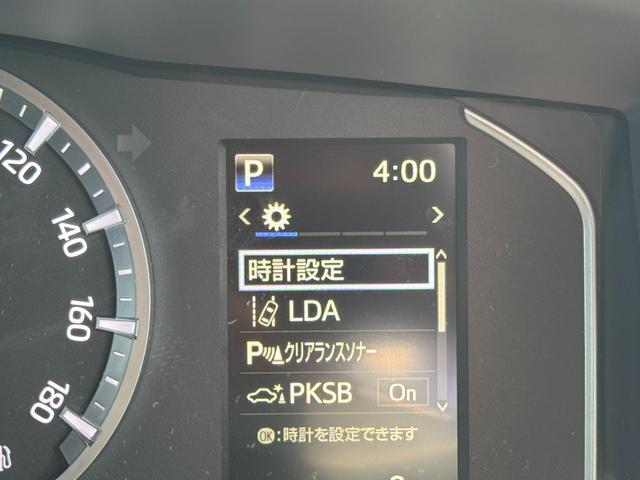 P 4:00
時計設定
LDA
P クリアランスソナー
PKSB On
OK:時計を設定できます
120
140
160
180